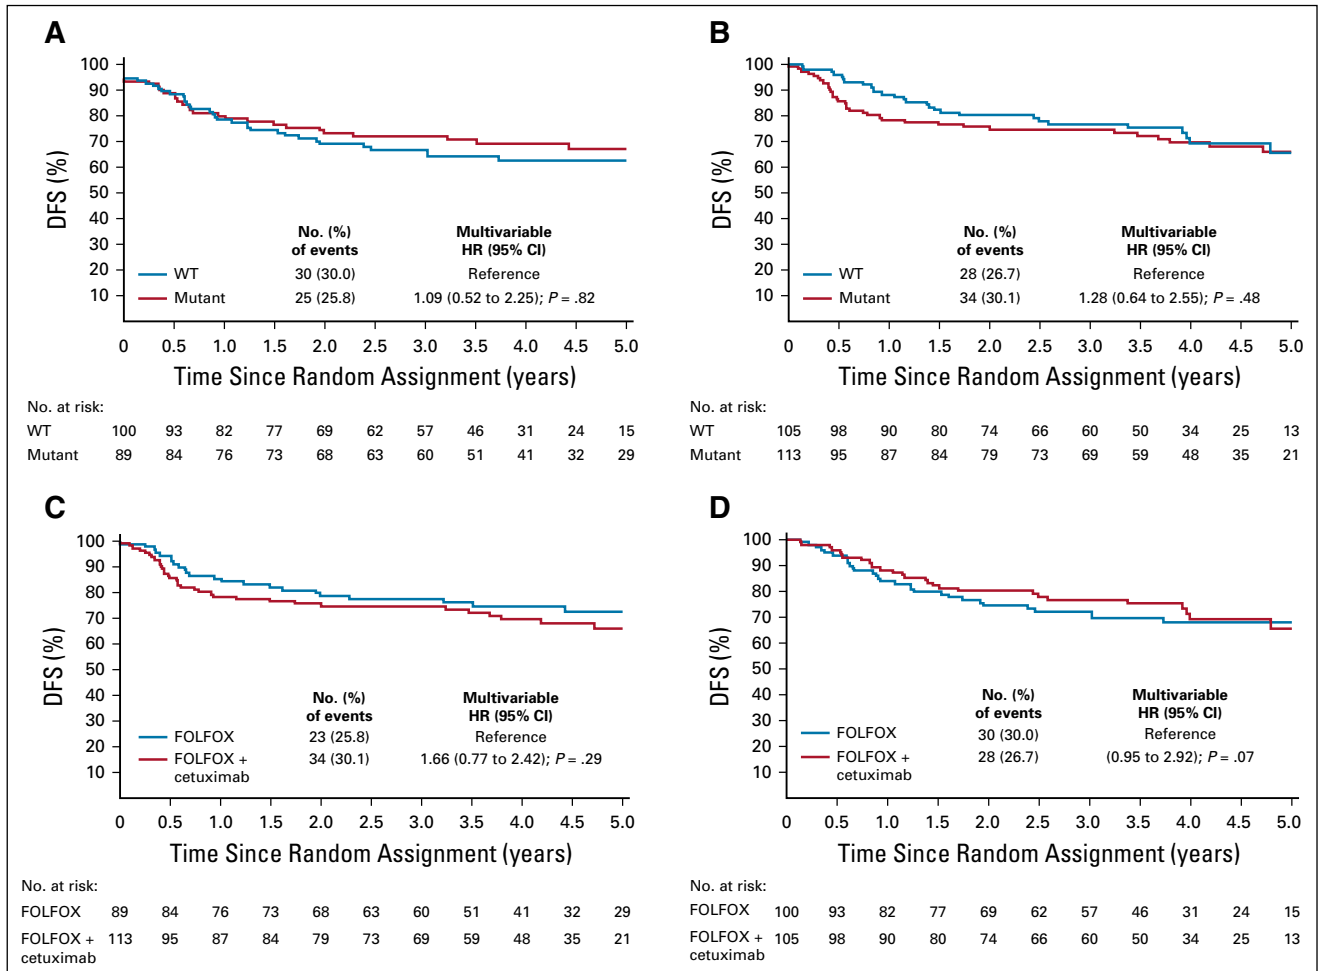 A
100
90
80
70
60
50
40
30
20
10
DFS (%)
No. (%) of events
Multivariable HR (95% CI)
WT 30 (30.0) Reference
Mutant 25 (25.8) 1.09 (0.52 to 2.25); P = .82
0 0.5 1.0 1.5 2.0 2.5 3.0 3.5 4.0 4.5 5.0
Time Since Random Assignment (years)
No. at risk:
WT 100 93 82 77 69 62 57 46 31 24 15
Mutant 89 84 76 73 68 63 60 51 41 32 29
B
100
90
80
70
60
50
40
30
20
10
DFS (%)
No. (%) of events
Multivariable HR (95% CI)
WT 28 (26.7) Reference
Mutant 34 (30.1) 1.28 (0.64 to 2.55); P = .48
0 0.5 1.0 1.5 2.0 2.5 3.0 3.5 4.0 4.5 5.0
Time Since Random Assignment (years)
No. at risk:
WT 105 98 90 80 74 66 60 50 34 25 13
Mutant 113 95 87 84 79 73 69 59 48 35 21
C
100
90
80
70
60
50
40
30
20
10
DFS (%)
No. (%) of events
Multivariable HR (95% CI)
FOLFOX 23 (25.8) Reference
FOLFOX + 34 (30.1) 1.66 (0.77 to 2.42); P = .29
cetuximab
0 0.5 1.0 1.5 2.0 2.5 3.0 3.5 4.0 4.5 5.0
Time Since Random Assignment (years)
No. at risk:
FOLFOX 89 84 76 73 68 63 60 51 41 32 29
FOLFOX + 113 95 87 84 79 73 69 59 48 35 21
cetuximab
D
100
90
80
70
60
50
40
30
20
10
DFS (%)
No. (%) of events
Multivariable HR (95% CI)
FOLFOX 30 (30.0) Reference
FOLFOX + 28 (26.7) (0.95 to 2.92); P = .07
cetuximab
0 0.5 1.0 1.5 2.0 2.5 3.0 3.5 4.0 4.5 5.0
Time Since Random Assignment (years)
No. at risk:
FOLFOX 100 93 82 77 69 62 57 46 31 24 15
FOLFOX + 105 98 90 80 74 66 60 50 34 25 13
cetuximab